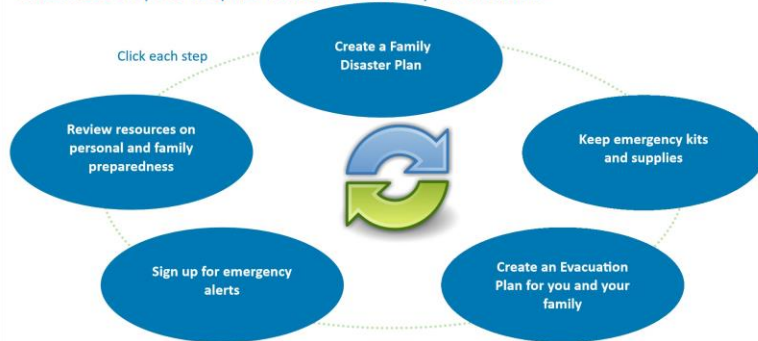 Click each step
Create a Family
Disaster Plan
Keep emergency kits
and supplies
Create an Evacuation
Plan for you and your
family
Sign up for emergency
alerts
Review resources on
personal and family
preparedness